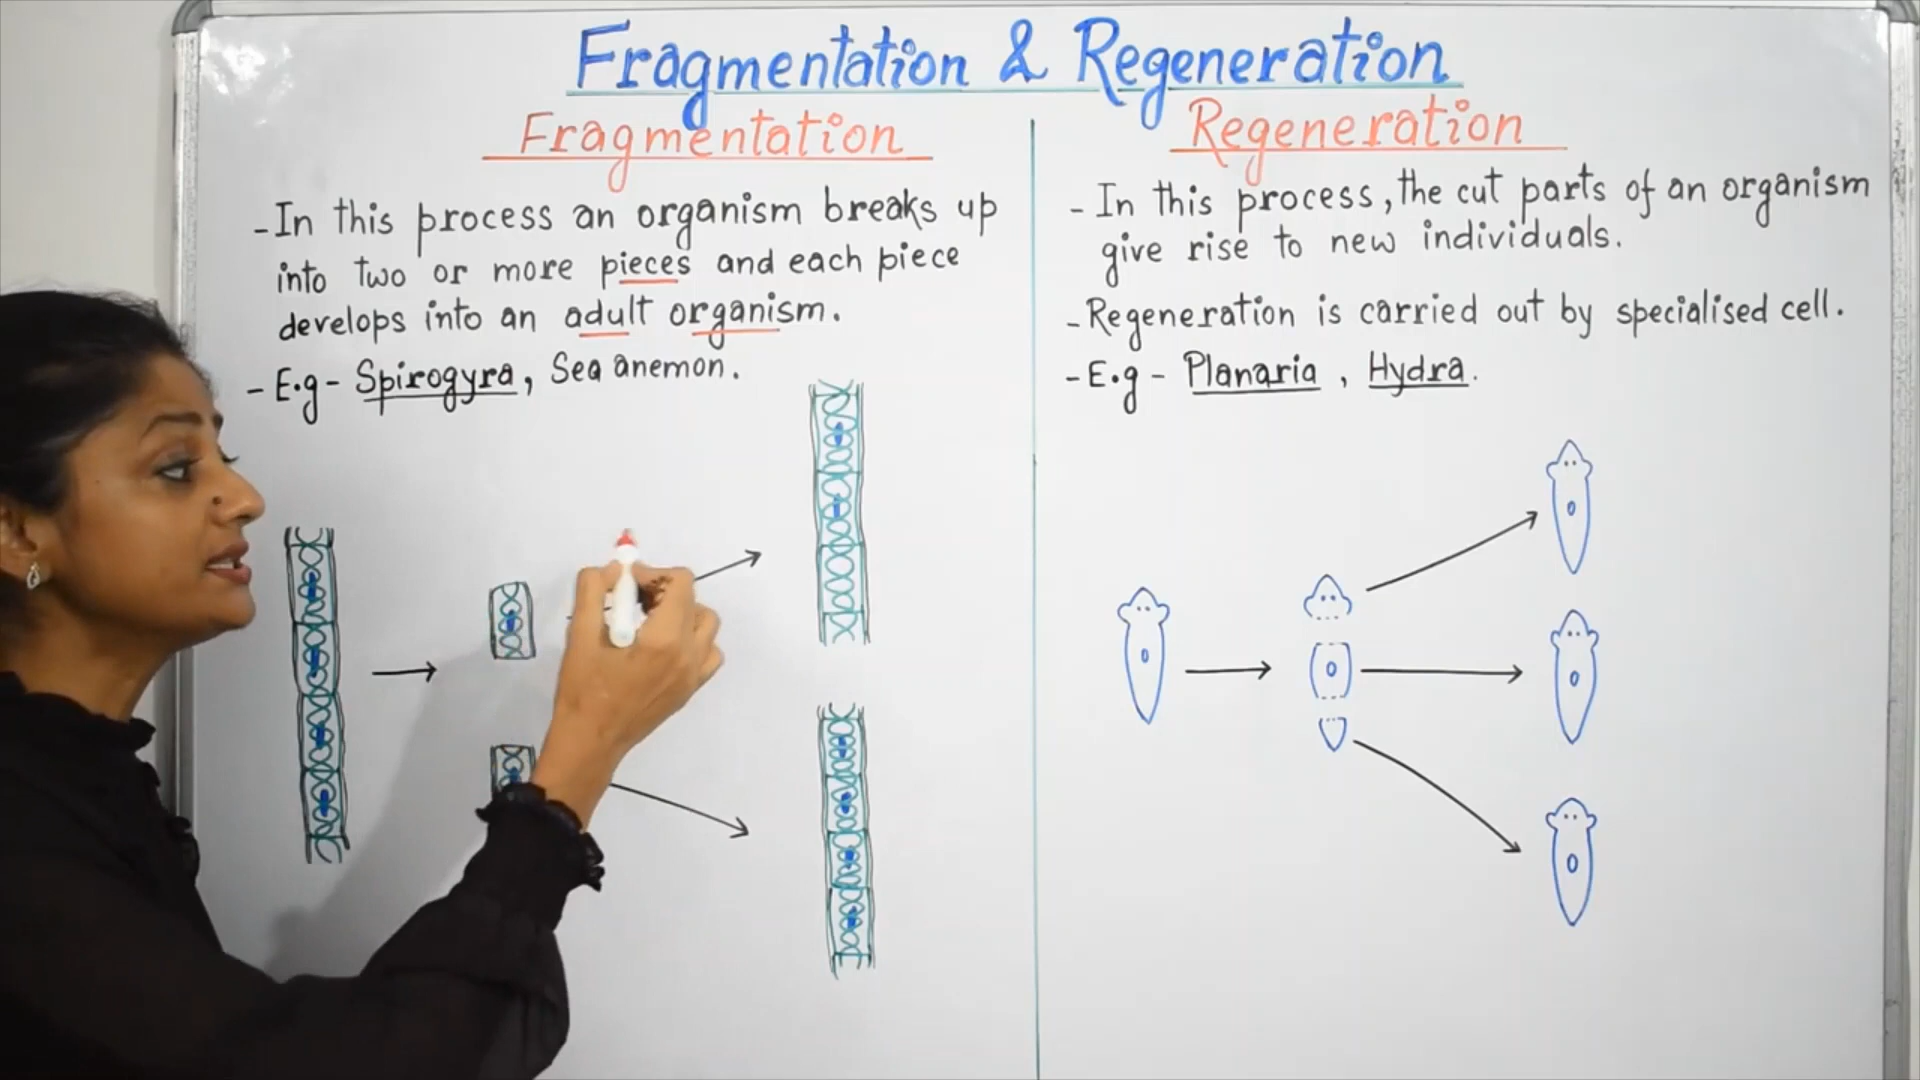 Fragmentation & Regeneration
Fragmentation
- In this process an organism breaks up
into two or more pieces and each piece
develops into an adult organism.
- E.g - Spirogyra, Sea anemon.
Regeneration
- In this process, the cut parts of an organism
give rise to new individuals.
- Regeneration is carried out by specialised cell.
- E.g - Planaria , Hydra.